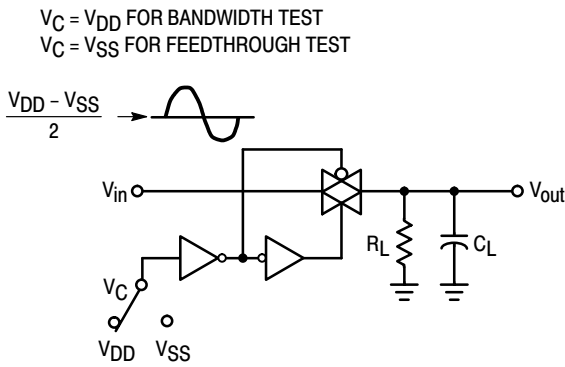 VC = VDD FOR BANDWIDTH TEST
VC = VSS FOR FEEDTHROUGH TEST
VDD – VSS
2
Vin
Vout
RL
CL
VC
VDD
VSS